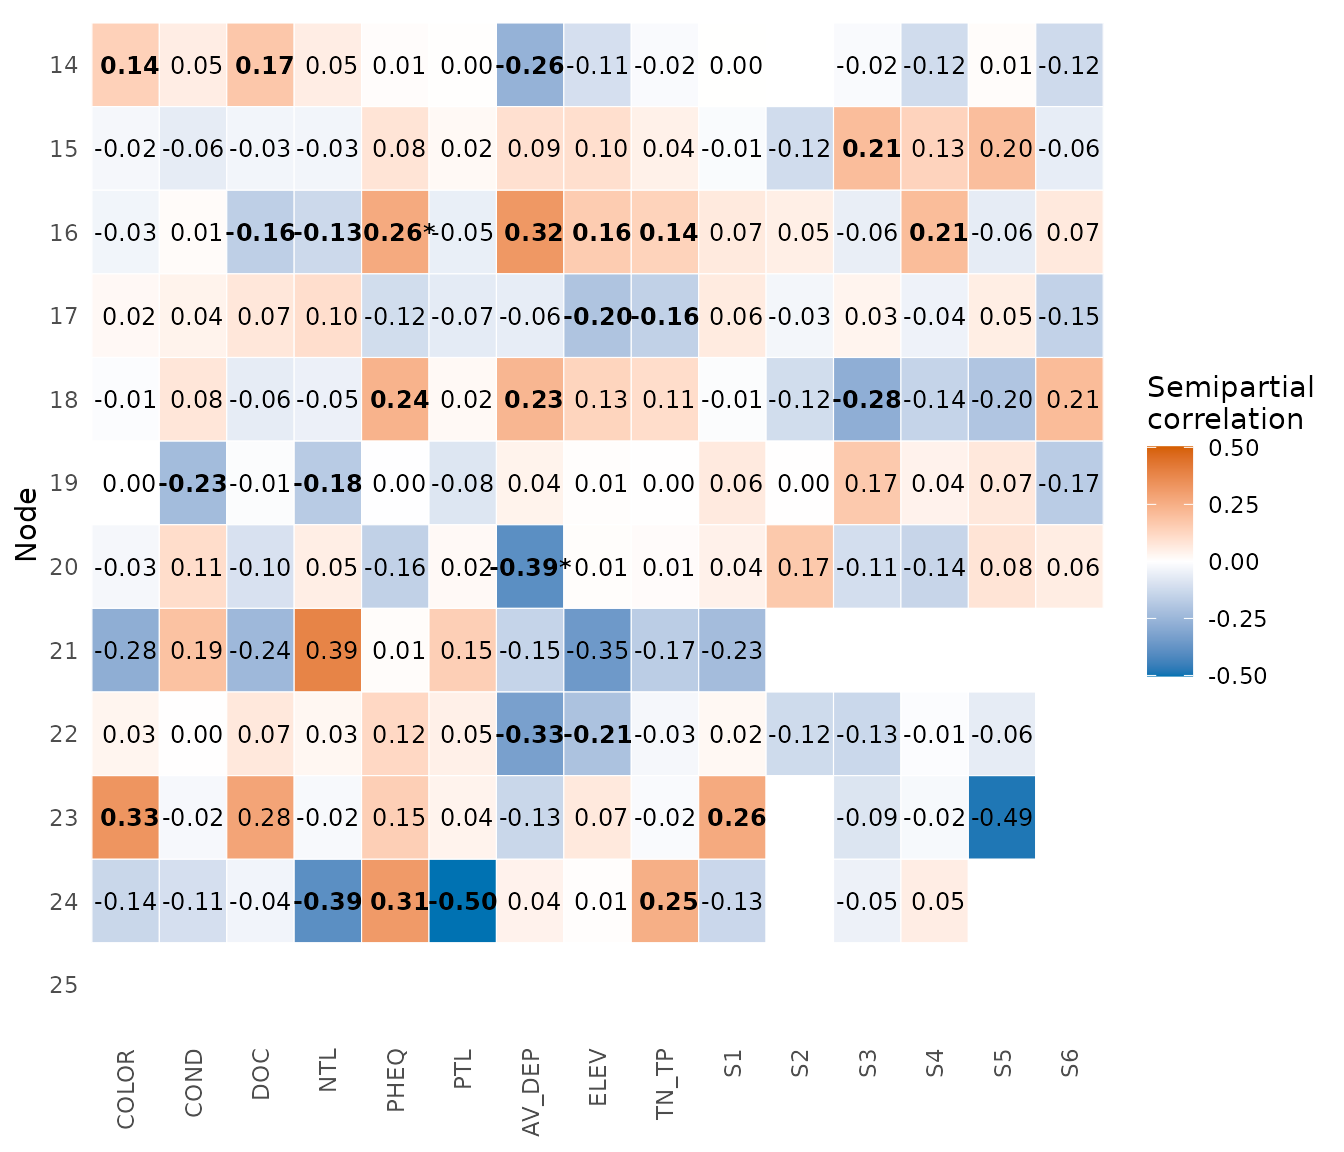 14 0.14 0.05 0.17 0.05 0.01 0.00 -0.26 -0.11 -0.02 0.00 -0.02 -0.12 0.01 -0.12
15 -0.02 -0.06 -0.03 -0.03 0.08 0.02 0.09 0.10 0.04 -0.01 -0.12 0.21 0.13 0.20 -0.06
16 -0.03 0.01 -0.16 -0.13 0.26* -0.05 0.32 0.16 0.14 0.07 0.05 -0.06 0.21 -0.06 0.07
17 0.02 0.04 0.07 0.10 -0.12 -0.07 -0.06 -0.20 -0.16 0.06 -0.03 0.03 -0.04 0.05 -0.15
18 -0.01 0.08 -0.06 -0.05 0.24 0.02 0.23 0.13 0.11 -0.01 -0.12 -0.28 -0.14 -0.20 0.21
19 0.00 -0.23 -0.01 -0.18 0.00 -0.08 0.04 0.01 0.00 0.06 0.00 0.17 0.04 0.07 -0.17
20 -0.03 0.11 -0.10 0.05 -0.16 0.02 -0.39* 0.01 0.01 0.04 0.17 -0.11 -0.14 0.08 0.06
21 -0.28 0.19 -0.24 0.39 0.01 0.15 -0.15 -0.35 -0.17 -0.23
22 0.03 0.00 0.07 0.03 0.12 0.05 -0.33 -0.21 -0.03 0.02 -0.12 -0.13 -0.01 -0.06
23 0.33 -0.02 0.28 -0.02 0.15 0.04 -0.13 0.07 -0.02 0.26 -0.09 -0.02 -0.49
24 -0.14 -0.11 -0.04 -0.39 0.31 -0.50 0.04 0.01 0.25 -0.13 -0.05 0.05
25
Node
COLOR COND DOC NTL PHEQ PTL AV_DEP ELEV TN_TP S1 S2 S3 S4 S5 S6
Semipartial
correlation
0.50
0.25
0.00
-0.25
-0.50